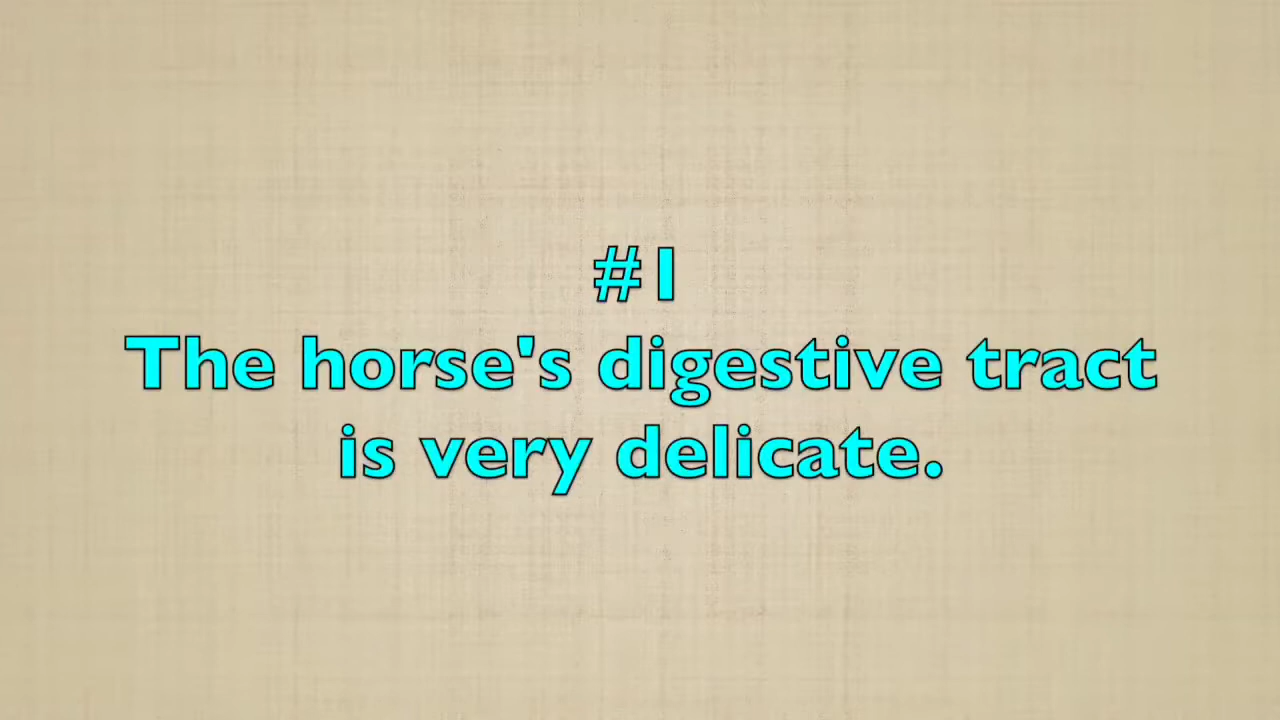 #1
The horse's digestive tract
is very delicate.